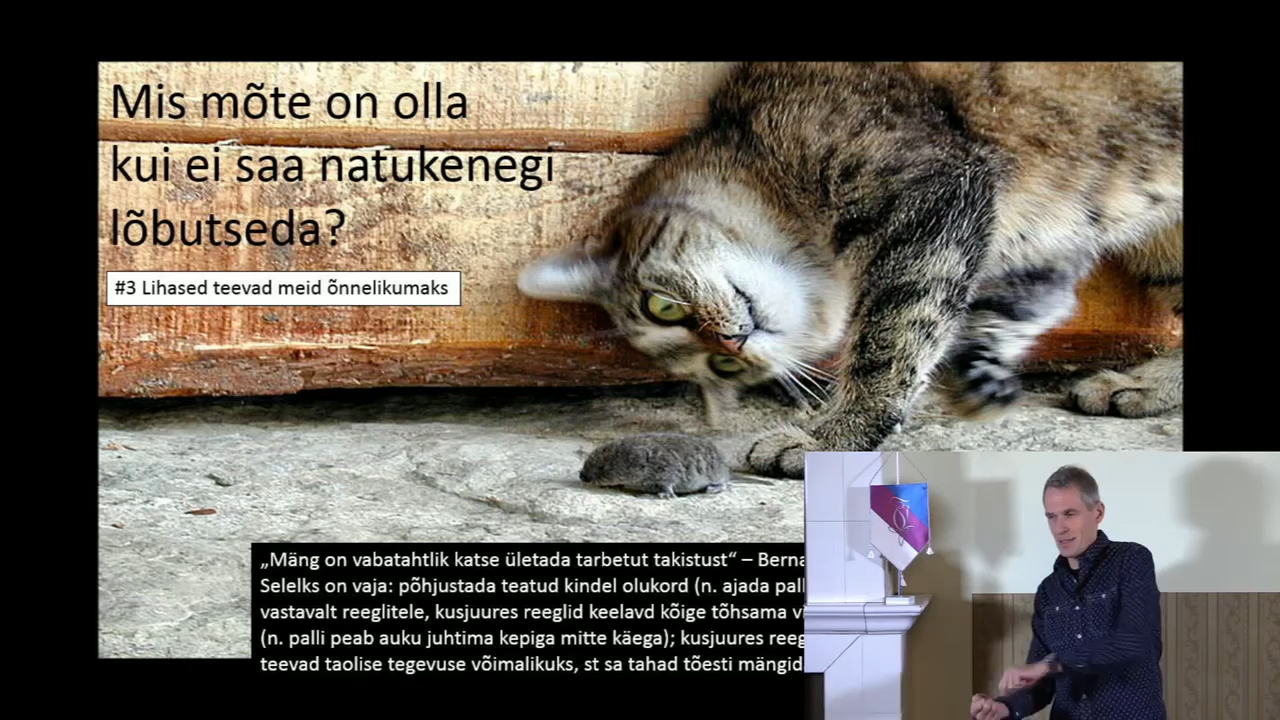 Mis mõte on olla
kui ei saa natukenegi
lõbutseda?
#3 Lihased teevad meid õnnelikumaks
„Mäng on vabatahtlik katse ületada tarbetut takistust“ – Berna
Selelks on vaja: põhjustada teatud kindel olukord (n. ajada pall
vastavalt reeglitele, kusjuures reeglid keelavd kõige tõhsama vi
(n. palli peab auku juhtima kepiga mitte käega); kusjuures reeg
teevad taolise tegevuse võimalikuks, st sa tahad tõesti mängid